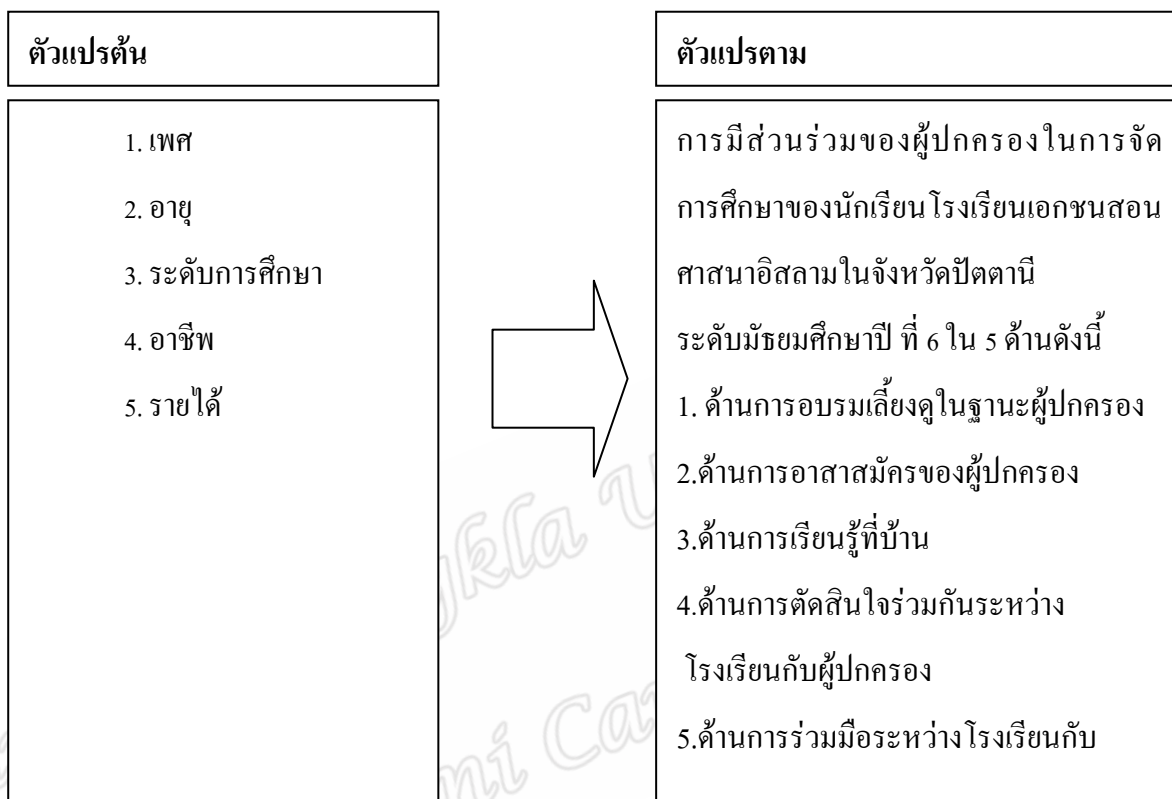 ตัวแปรต้น
1. เพศ
2. อายุ
3. ระดับการศึกษา
4. อาชีพ
5. รายได้
ตัวแปรตาม
การมีส่วนร่วมของผู้ปกครองในการจัด
การศึกษาของนักเรียนโรงเรียนเอกชนสอน
ศาสนาอิสลามในจังหวัดปัตตานี
ระดับมัธยมศึกษาปี ที่ 6 ใน 5 ด้านดังนี้
1. ด้านการอบรมเลี้ยงดูในฐานะผู้ปกครอง
2.ด้านการอาสาสมัครของผู้ปกครอง
3.ด้านการเรียนรู้ที่บ้าน
4.ด้านการตัดสินใจร่วมกันระหว่าง
โรงเรียนกับผู้ปกครอง
5.ด้านการร่วมมือระหว่างโรงเรียนกับ